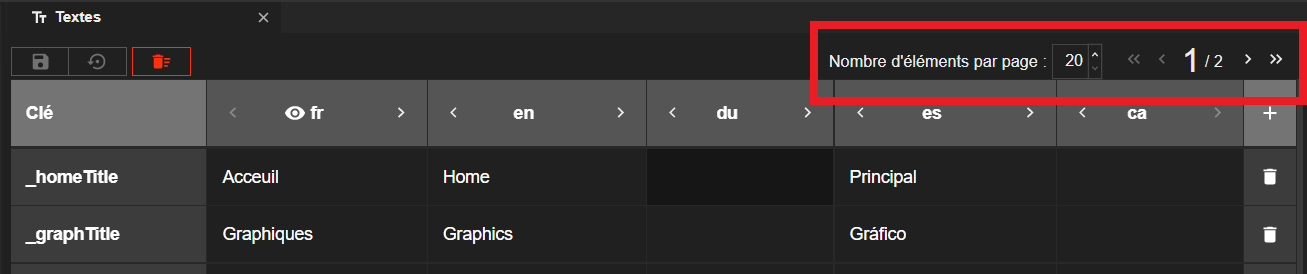 Textes
Nombre d'éléments par page : 20 1 / 2
Clé fr en du es ca
_homeTitle Acceuil Home Principal
_graphTitle Graphiques Graphics Gráfico